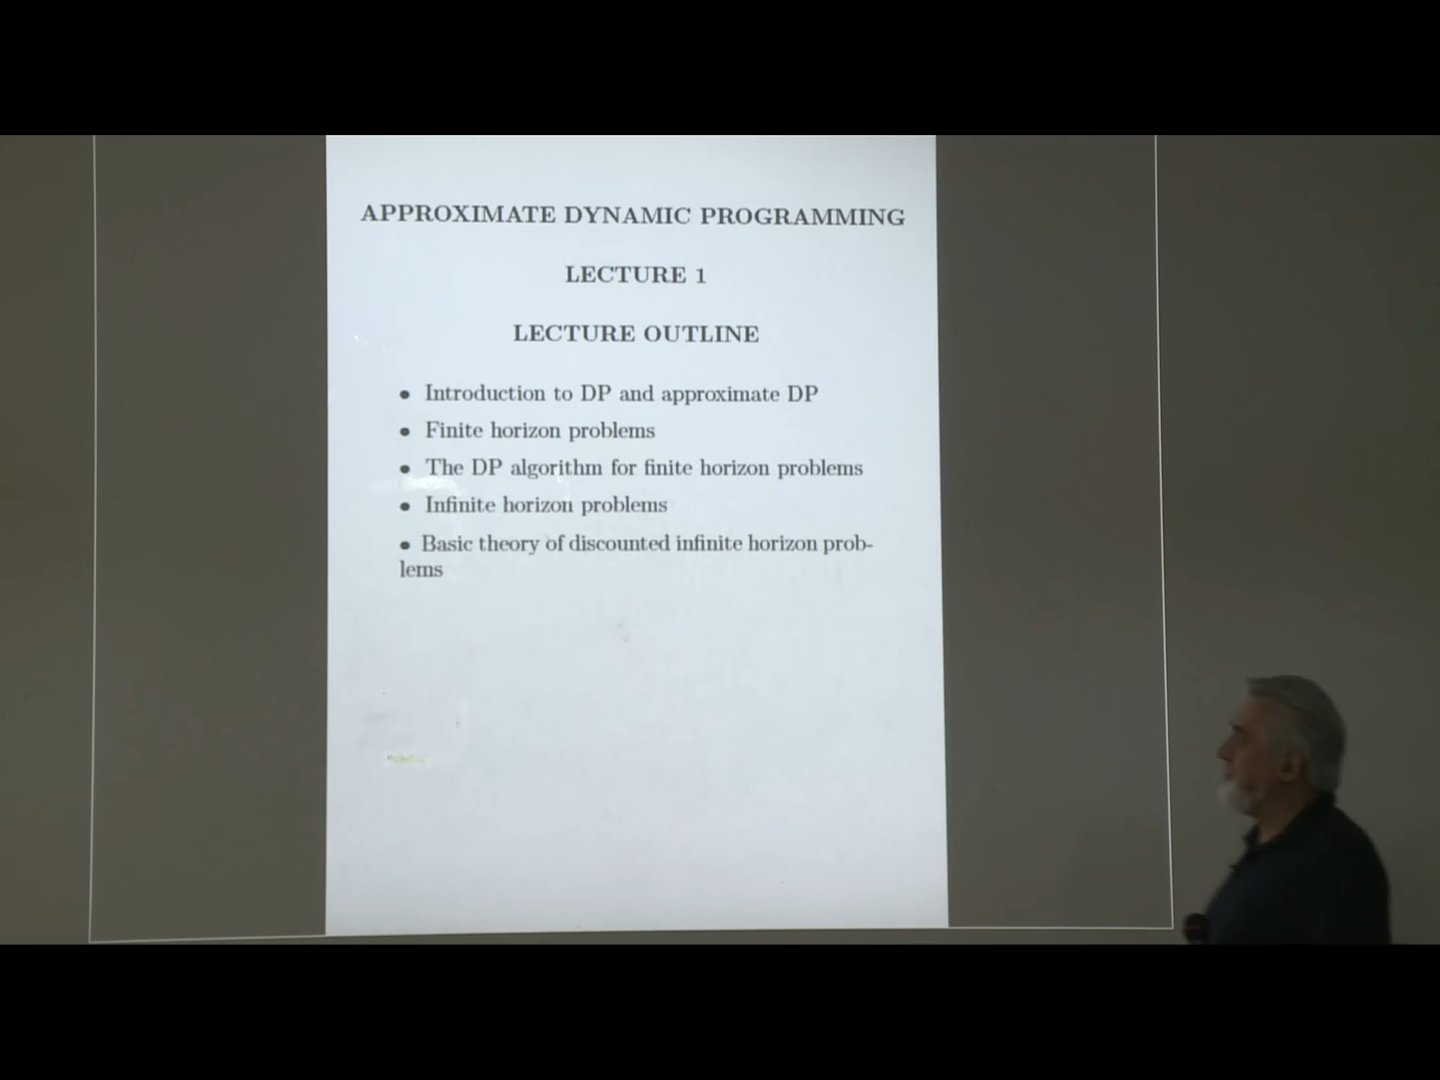 APPROXIMATE DYNAMIC PROGRAMMING
LECTURE 1
LECTURE OUTLINE
• Introduction to DP and approximate DP
• Finite horizon problems
• The DP algorithm for finite horizon problems
• Infinite horizon problems
• Basic theory of discounted infinite horizon prob-
lems